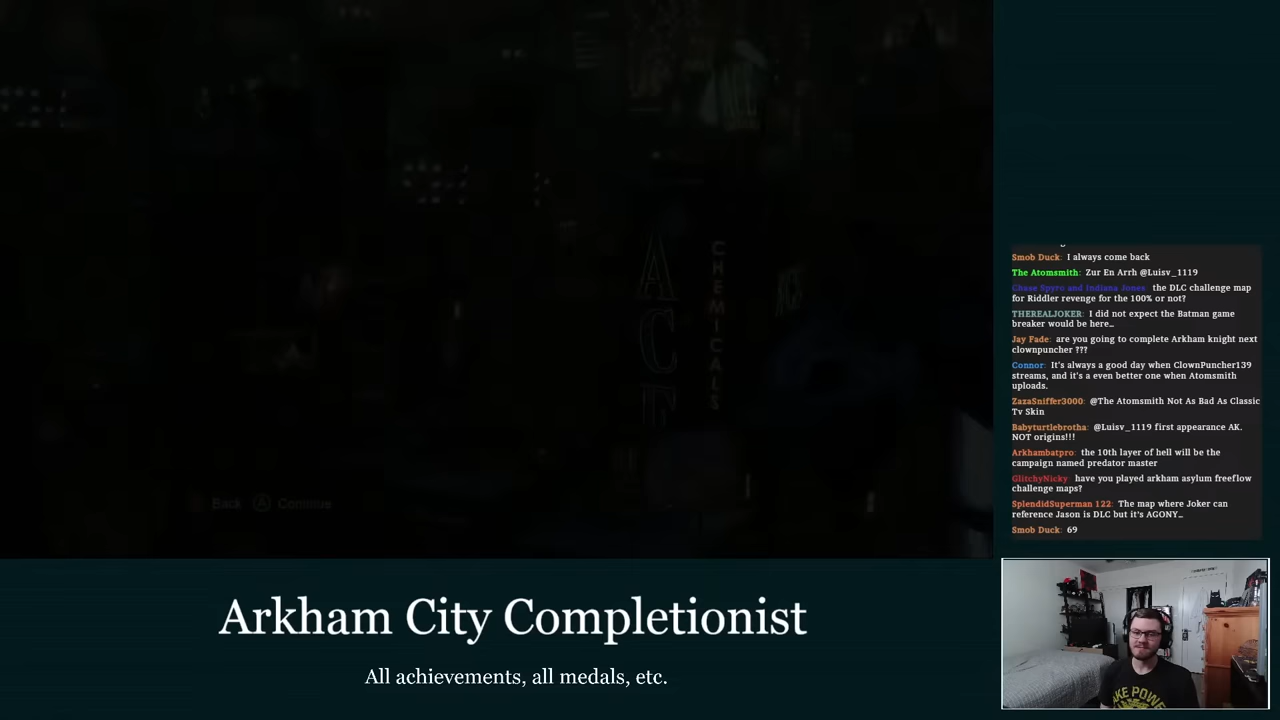 ACE
CHEMICALS
ACE
Back
A
Continue
Smob Duck: I always come back
The Atomsmith: Zur En Arrh @Luisv_1119
Chase Spyro and Indiana Jones: the DLC challenge map
for Riddler revenge for the 100% or not?
THEREALJOKER: I did not expect the Batman game
breaker would be here…
Jay Fade: are you going to complete Arkham knight next
clownpuncher ???
Connor: It's always a good day when ClownPuncher139
streams, and it's a even better one when Atomsmith
uploads.
ZazaSniffer3000: @The Atomsmith Not As Bad As Classic
Tv Skin
Babyturtlebrotha: @Luisv_1119 first appearance AK.
NOT origins!!!
Arkhambatpro: the 10th layer of hell will be the
campaign named predator master
GlitchyNicky: have you played arkham asylum freeflow
challenge maps?
SplendidSuperman 122: The map where Joker can
reference Jason is DLC but it's AGONY…
Smob Duck: 69
Arkham City Completionist
All achievements, all medals, etc.